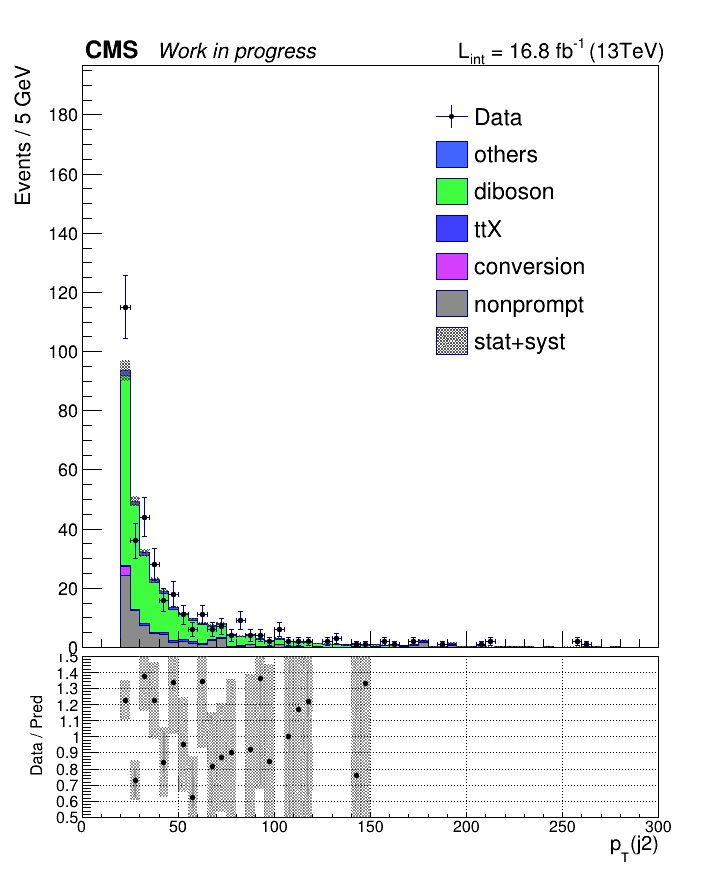 CMS Work in progress L_int = 16.8 fb^-1 (13TeV)
Events / 5 GeV
180
160
140
120
100
80
60
40
20
0
Data
others
diboson
ttX
conversion
nonprompt
stat+syst
Data / Pred
1.5
1.4
1.3
1.2
1.1
1
0.9
0.8
0.7
0.6
0.5
0 50 100 150 200 250 300
p_T(j2)